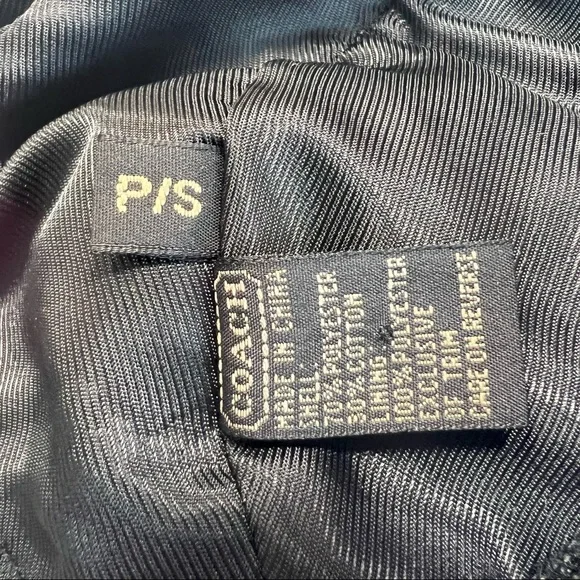 P/S
COACH
MADE IN CHINA
SHELL
70% POLYESTER
30% COTTON
LINING
100% POLYESTER
EXCLUSIVE
OF TRIM
CARE ON REVERSE